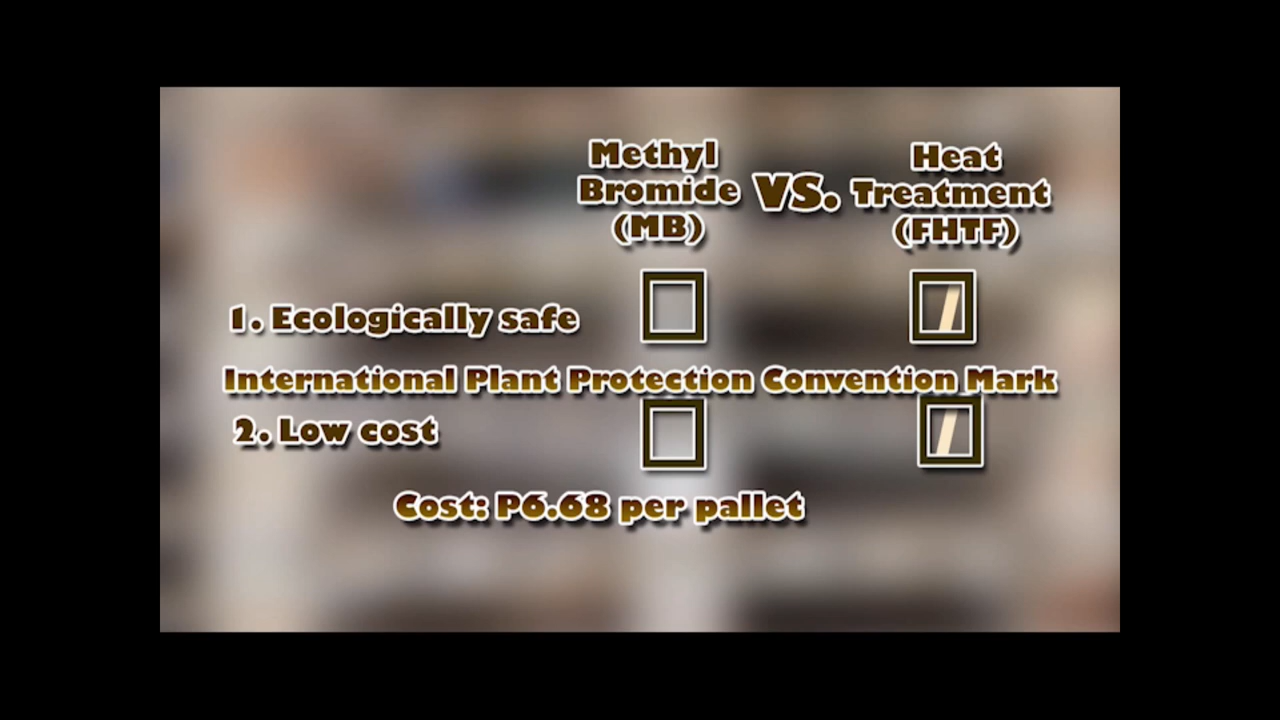 Methyl
Bromide
(MB)
VS.
Heat
Treatment
(FHTF)
1. Ecologically safe
International Plant Protection Convention Mark
2. Low cost
Cost: P6.68 per pallet